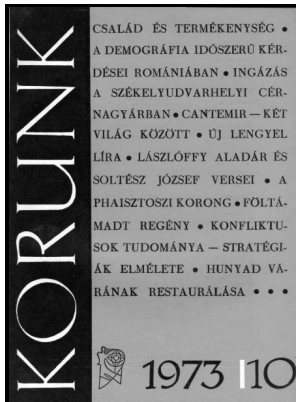 KORUNK
CSALÁD ÉS TERMÉKENYSÉG •
A DEMOGRÁFIA IDŐSZERŰ KÉR-
DÉSEI ROMÁNIÁBAN • INGÁZÁS
A SZÉKELYUDVARHELYI CÉR-
NAGYÁRBAN • CANTEMIR — KÉT
VILÁG KÖZÖTT • ÚJ LENGYEL
LÍRA • LÁSZLÓFFY ALADÁR ÉS
SOLTÉSZ JÓZSEF VERSEI • A
PHAISZTOSZI KORONG • FÖLTÁ-
MADT REGÉNY • KONFLIKTU-
SOK TUDOMÁNYA — STRATÉGI-
ÁK ELMÉLETE • HUNYAD VÁ-
RÁNAK RESTAURÁLÁSA • • •
1973 | 10